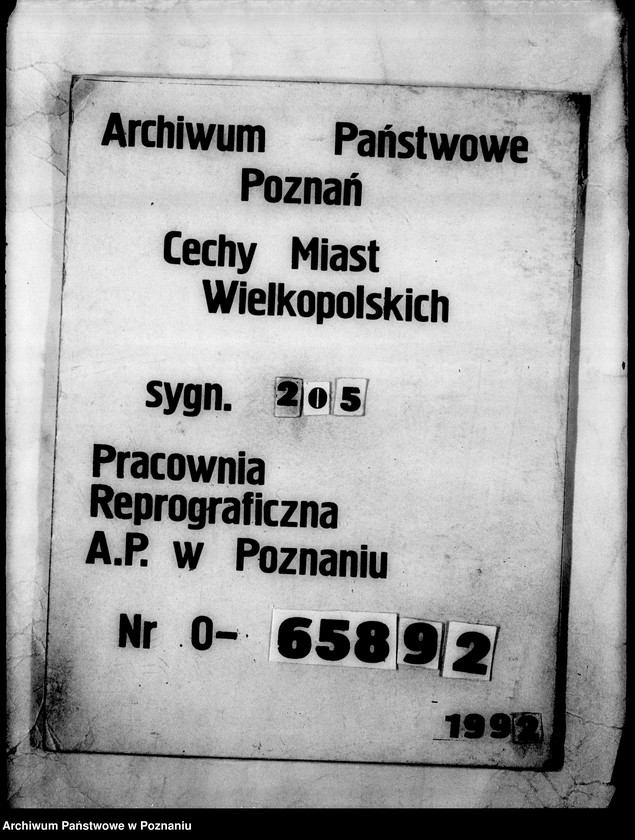 Archiwum Państwowe
Poznań
Cechy Miast
Wielkopolskich
sygn. 205
Pracownia
Reprograficzna
A.P. w Poznaniu
Nr 0- 65892
1992
Archiwum Państwowe w Poznaniu